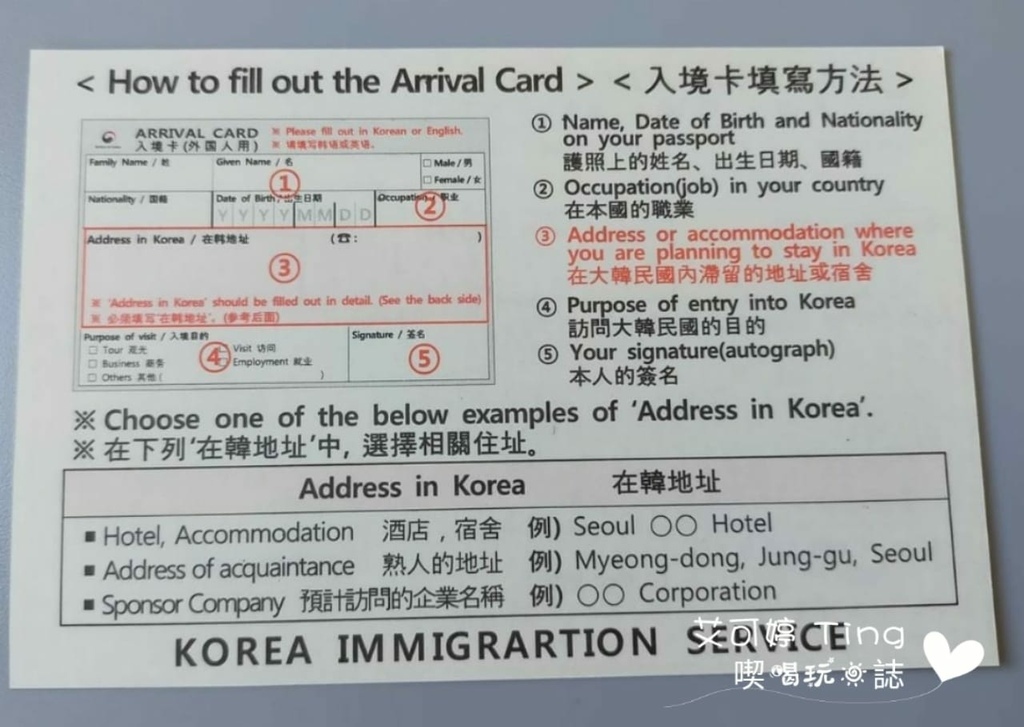 < How to fill out the Arrival Card > < 入境卡填寫方法 >
ARRIVAL CARD
入境卡(外国人用)
※ Please fill out in Korean or English.
※ 请填写韩语或英语。
Family Name / 姓
Given Name / 名
□ Male / 男
□ Female / 女
①
Nationality / 国籍
Date of Birth / 出生日期
Y Y Y Y M M D D
Occupation / 职业
②
Address in Korea / 在韩地址 (☎: )
③
※ 'Address in Korea' should be filled out in detail. (See the back side)
※ 必须填写'在韩地址'。(参考后面)
Purpose of visit / 入境目的
□ Tour 观光
□ Visit 访问
□ Business 商务
□ Employment 就业
□ Others 其他 ( )
④
Signature / 签名
⑤
① Name, Date of Birth and Nationality
on your passport
護照上的姓名、出生日期、國籍
② Occupation(job) in your country
在本國的職業
③ Address or accommodation where
you are planning to stay in Korea
在大韓民國內滯留的地址或宿舍
④ Purpose of entry into Korea
訪問大韓民國的目的
⑤ Your signature(autograph)
本人的簽名
※ Choose one of the below examples of 'Address in Korea'.
※ 在下列'在韓地址'中, 選擇相關住址。
Address in Korea 在韓地址
■ Hotel, Accommodation 酒店 , 宿舍 例) Seoul ○○ Hotel
■ Address of acquaintance 熟人的地址 例) Myeong-dong, Jung-gu, Seoul
■ Sponsor Company 預計訪問的企業名稱 例) ○○ Corporation
KOREA IMMIGRARTION SERVICE
艾可婷 Ting
喫喝玩誌